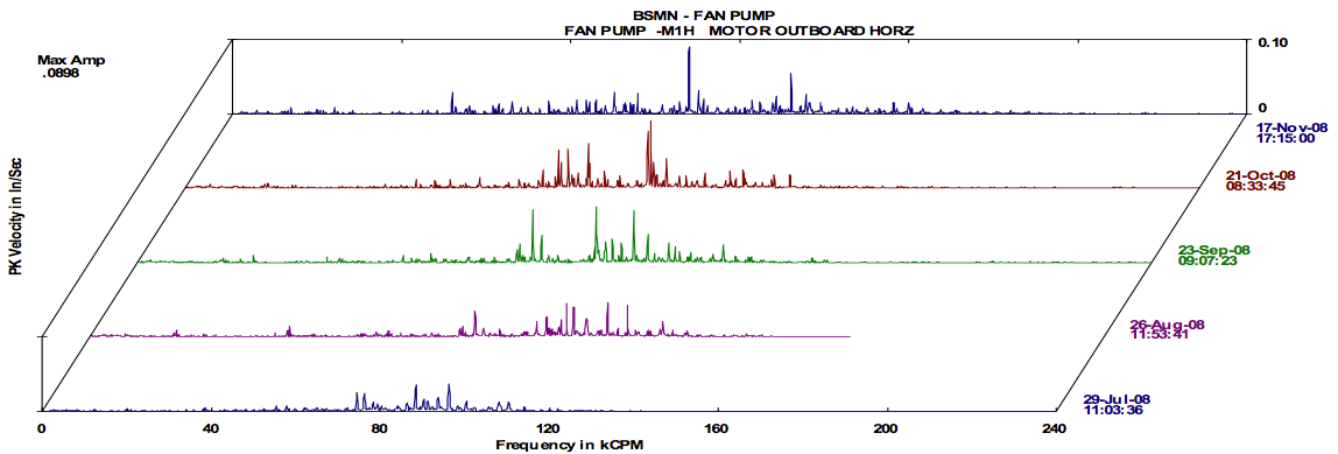 BSMN - FAN PUMP
FAN PUMP -M1H MOTOR OUTBOARD HORZ
Max Amp
.0898
0.10
0
PK Velocity in In/Sec
17-Nov-08
17:15:00
21-Oct-08
08:33:45
23-Sep-08
09:07:23
26-Aug-08
11:53:41
29-Jul-08
11:03:36
0
0 40 80 120 160 200 240
Frequency in kCPM